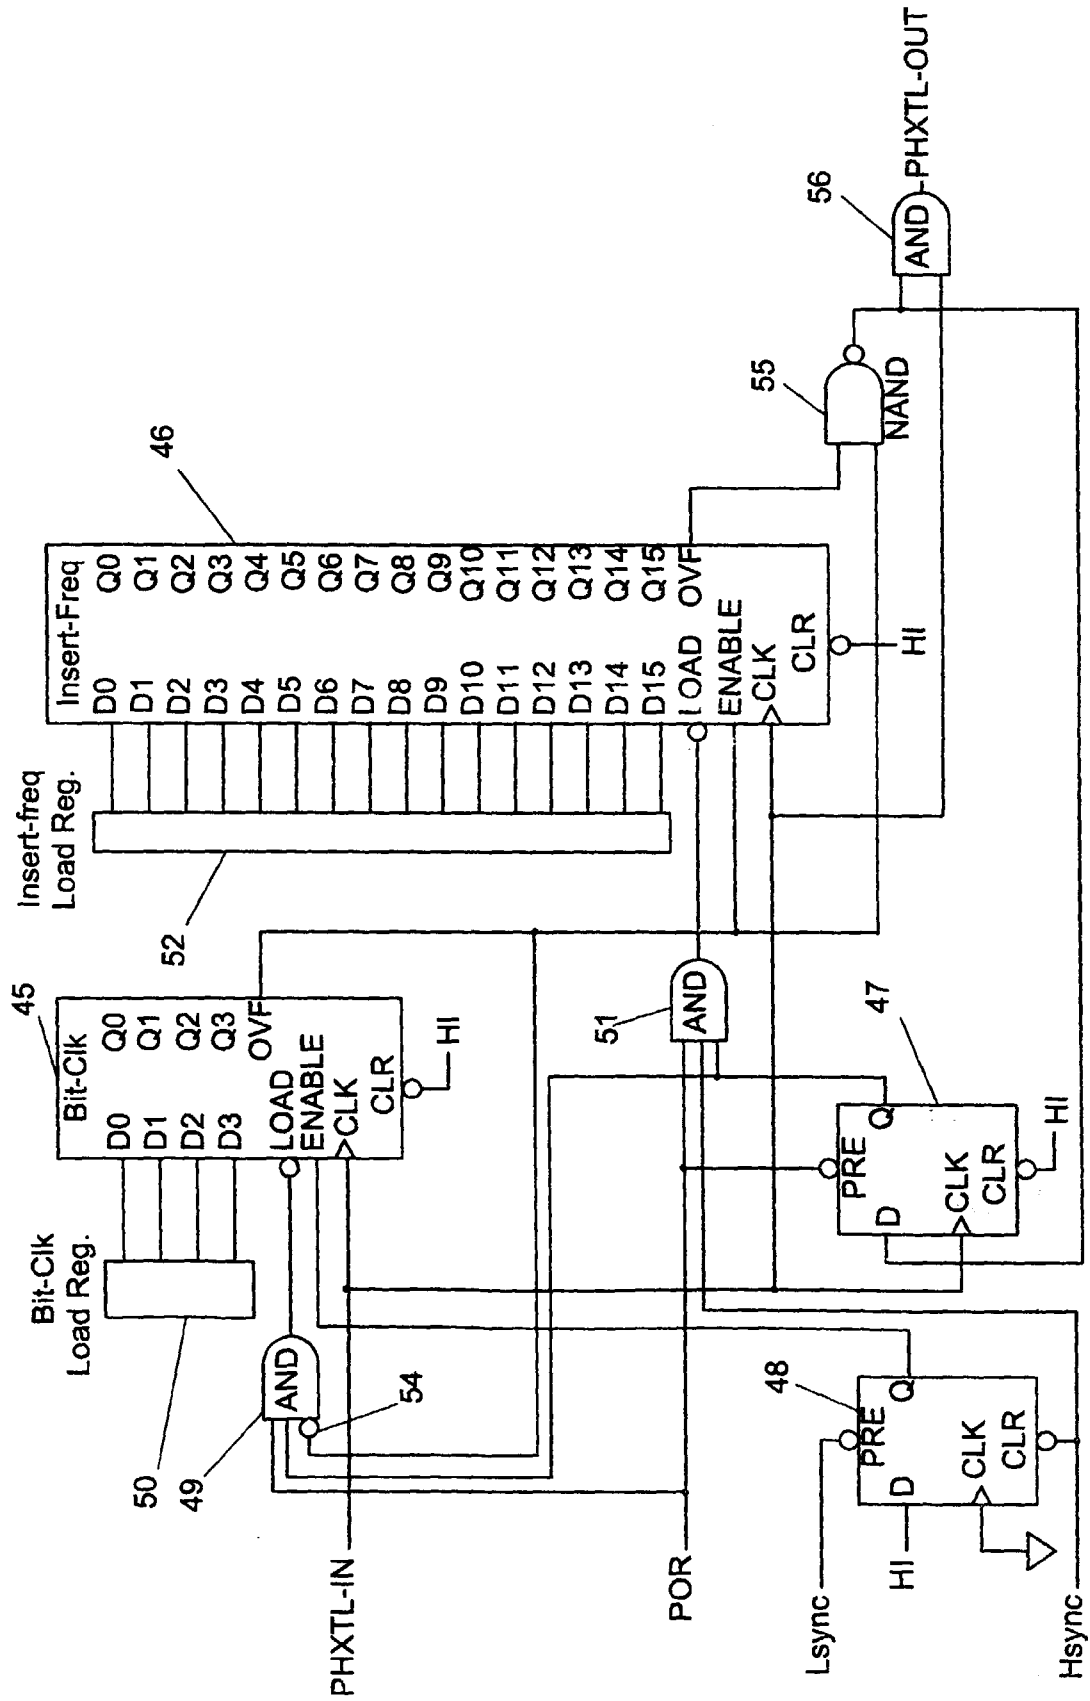 Bit-Clk
Load Reg.
50
49
AND
54
45
Bit-Clk
D0 Q0
D1 Q1
D2 Q2
D3 Q3
OVF
LOAD
ENABLE
CLK
CLR
HI
Insert-freq
Load Reg.
52
46
Insert-Freq
D0 Q0
D1 Q1
D2 Q2
D3 Q3
D4 Q4
D5 Q5
D6 Q6
D7 Q7
D8 Q8
D9 Q9
D10 Q10
D11 Q11
D12 Q12
D13 Q13
D14 Q14
D15 Q15
LOAD OVF
ENABLE
CLK
CLR
HI
PHXTL-IN
POR
51
AND
55
NAND
56
AND
PHXTL-OUT
47
PRE
D
Q
CLK
CLR
HI
Lsync
HI
48
PRE
D
Q
CLK
CLR
Hsync